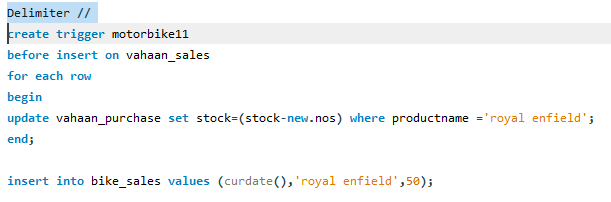 Delimiter //
create trigger motorbike11
before insert on vahaan_sales
for each row
begin
update vahaan_purchase set stock=(stock-new.nos) where productname ='royal enfield';
end;
insert into bike_sales values (curdate(),'royal enfield',50);